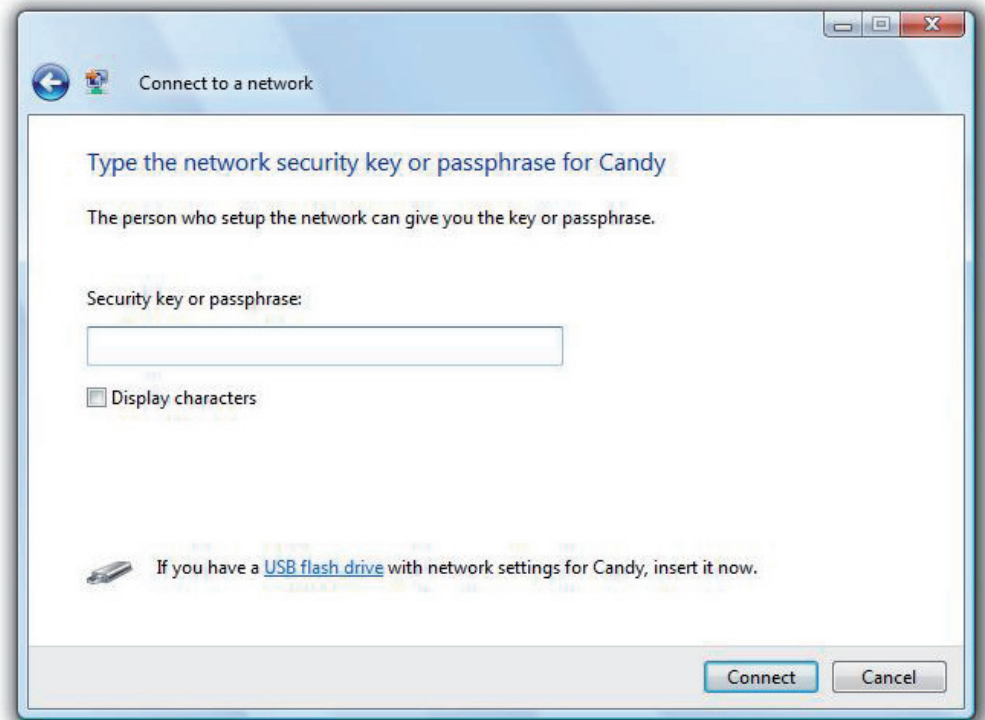 Connect to a network
Type the network security key or passphrase for Candy
The person who setup the network can give you the key or passphrase.
Security key or passphrase:
Display characters
If you have a USB flash drive with network settings for Candy, insert it now.
Connect Cancel